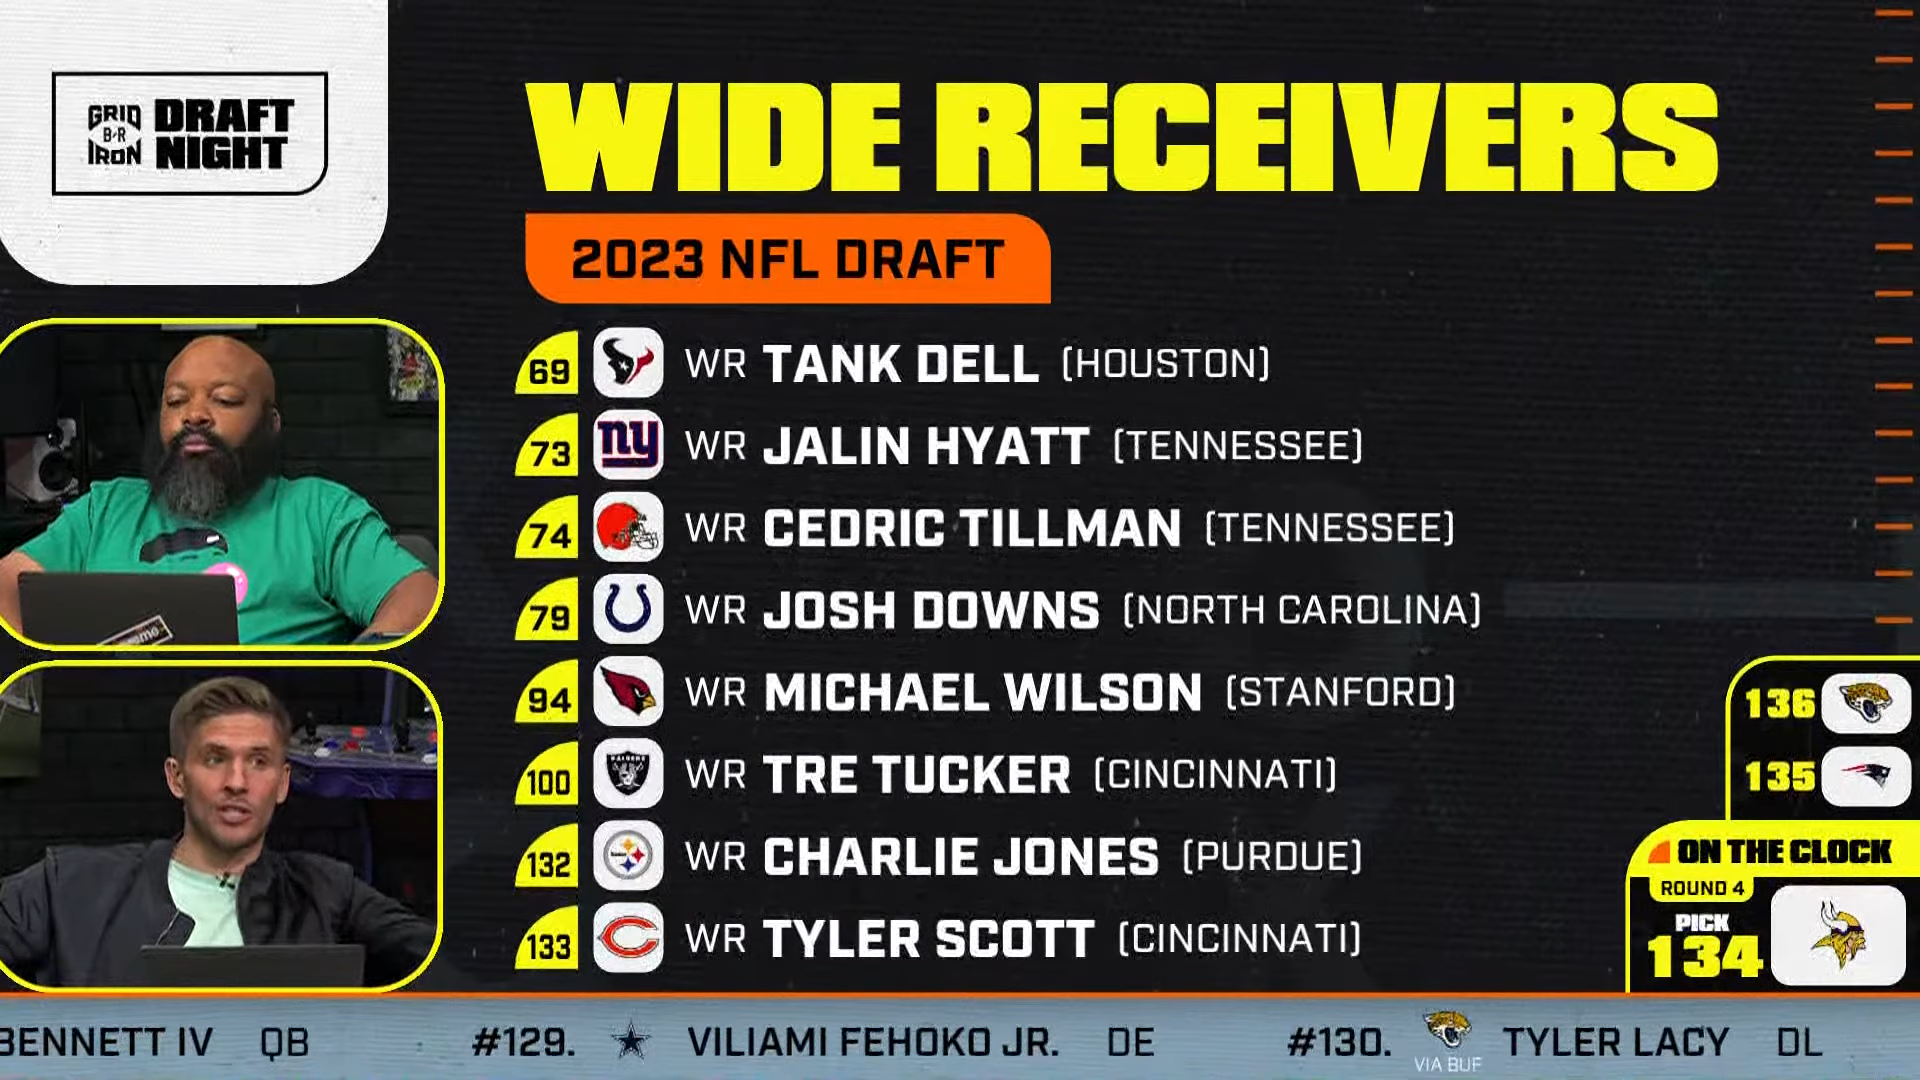 GRID
B/R
IRON
DRAFT
NIGHT
WIDE RECEIVERS
2023 NFL DRAFT
69 WR TANK DELL (HOUSTON)
73 ny WR JALIN HYATT (TENNESSEE)
74 WR CEDRIC TILLMAN (TENNESSEE)
79 WR JOSH DOWNS (NORTH CAROLINA)
94 WR MICHAEL WILSON (STANFORD)
100 RAIDERS WR TRE TUCKER (CINCINNATI)
132 WR CHARLIE JONES (PURDUE)
133 WR TYLER SCOTT (CINCINNATI)
136
135
ON THE CLOCK
ROUND 4
PICK
134
BENNETT IV QB #129. VILIAMI FEHOKO JR. DE #130. VIA BUF TYLER LACY DL